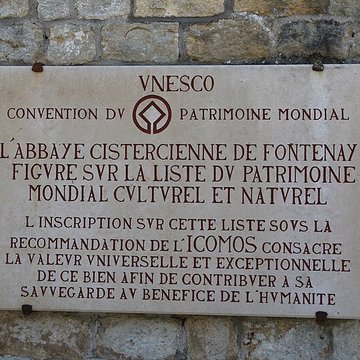 VNESCO
CONVENTION DV PATRIMOINE MONDIAL
L'ABBAYE CISTERCIENNE DE FONTENAY
FIGVRE SVR LA LISTE DV PATRIMOINE
MONDIAL CVLTVREL ET NATVREL
L'INSCRIPTION SVR CETTE LISTE SOVS LA
RECOMMANDATION DE L'ICOMOS CONSACRE
LA VALEVR VNIVERSELLE ET EXCEPTIONNELLE
DE CE BIEN AFIN DE CONTRIBVER A SA
SAVVEGARDE AV BENEFICE DE L'HVMANITE